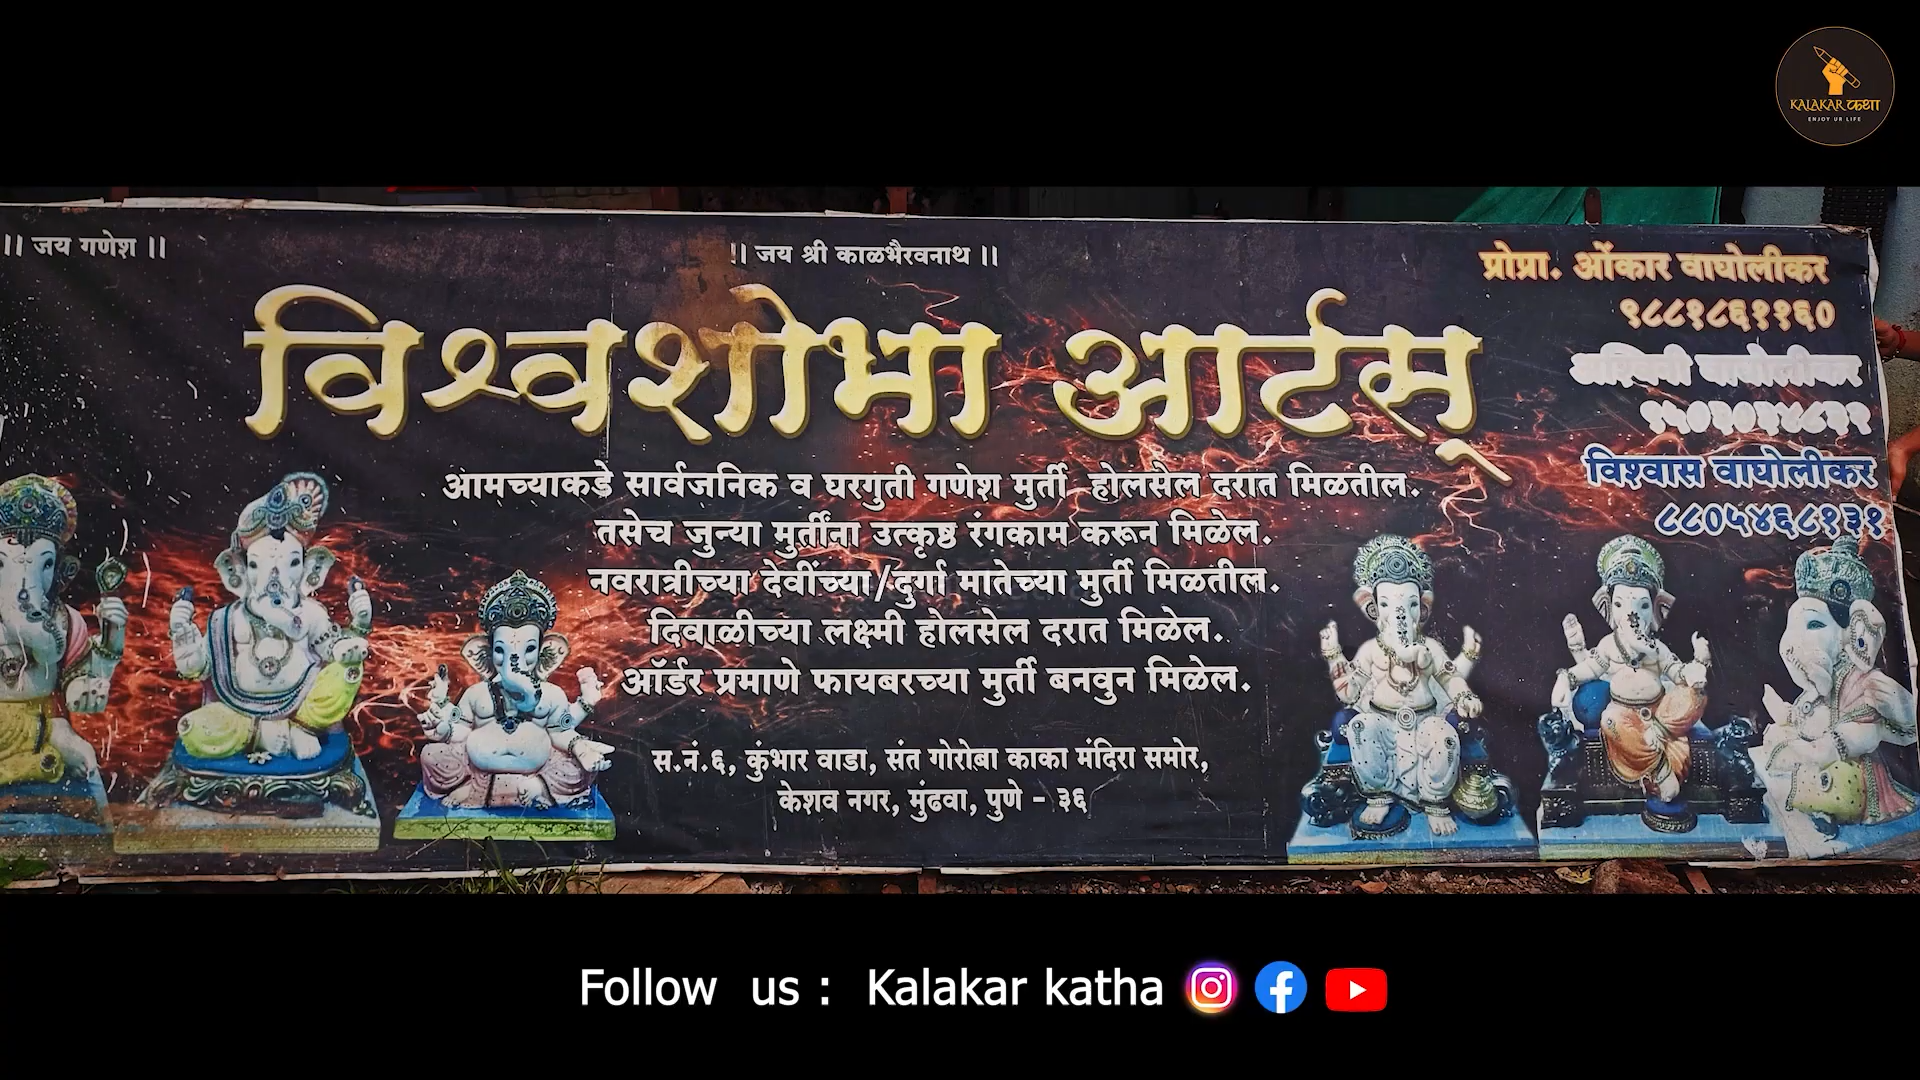 KALAKAR कथा
ENJOY UR LIFE
|| जय गणेश ||
|| जय श्री काळभैरवनाथ ||
विश्वशोभा आर्टस्
प्रोप्रा. ओंकार वाघोलीकर
९८८१८६११६०
अश्विनी वाघोलीकर
विश्वास वाघोलीकर
८८०५४६८१३१
आमच्याकडे सार्वजनिक व घरगुती गणेश मुर्ती होलसेल दरात मिळतील.
तसेच जुन्या मुर्तींना उत्कृष्ठ रंगकाम करून मिळेल.
नवरात्रीच्या देवींच्या/दुर्गा मातेच्या मुर्ती मिळतील.
दिवाळीच्या लक्ष्मी होलसेल दरात मिळेल.
ऑर्डर प्रमाणे फायबरच्या मुर्ती बनवुन मिळेल.
स.नं.६, कुंभार वाडा, संत गोरोबा काका मंदिरा समोर,
केशव नगर, मुंढवा, पुणे - ३६
Follow us : Kalakar katha